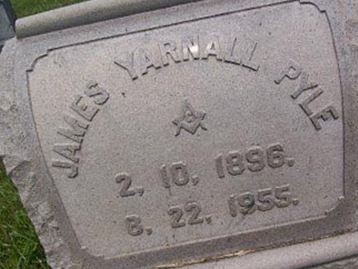 JAMES YARNALL PYLE
2, 10, 1896.
8, 22, 1955.